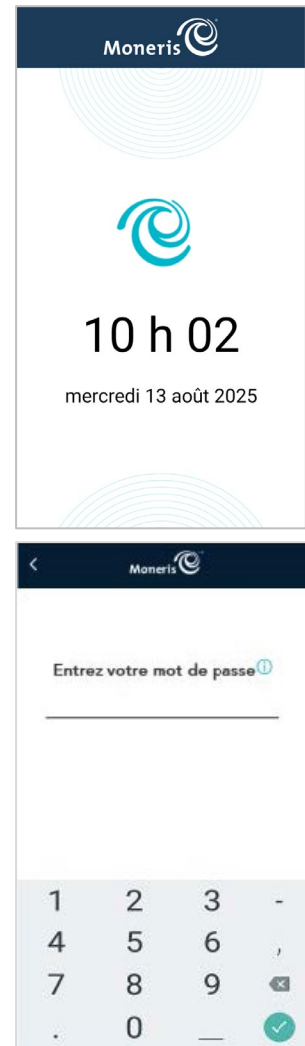 Moneris
10 h 02
mercredi 13 août 2025
Moneris
Entrez votre mot de passe
1 2 3 -
4 5 6 ,
7 8 9
. 0 _